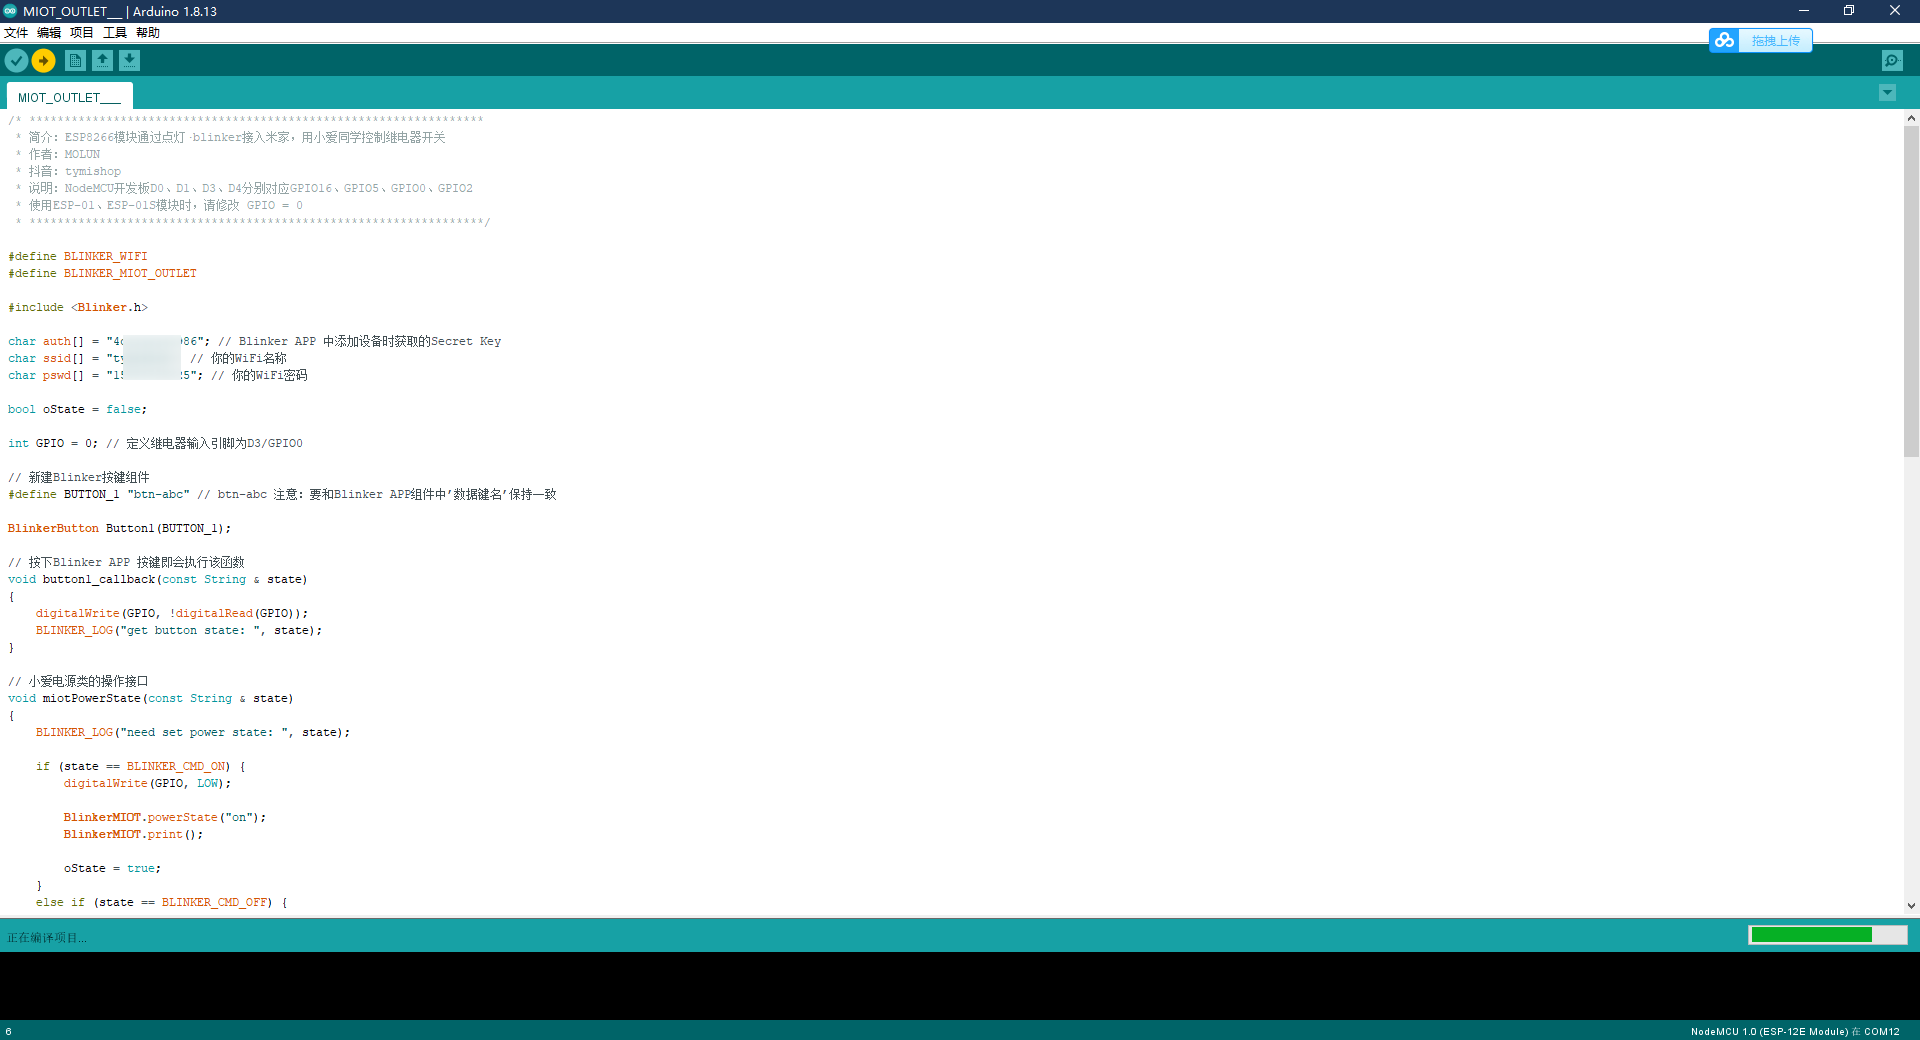 MIOT_OUTLET___ | Arduino 1.8.13
文件 编辑 项目 工具 帮助
拖拽上传
MIOT_OUTLET___
/* *****************************************************************
 * 简介：ESP8266模块通过点灯·blinker接入米家，用小爱同学控制继电器开关
 * 作者：MOLUN
 * 抖音：tymishop
 * 说明：NodeMCU开发板D0、D1、D3、D4分别对应GPIO16、GPIO5、GPIO0、GPIO2
 * 使用ESP-01、ESP-01S模块时，请修改 GPIO = 0
 * *****************************************************************/
#define BLINKER_WIFI
#define BLINKER_MIOT_OUTLET
#include <Blinker.h>
char auth[] = "4 86"; // Blinker APP 中添加设备时获取的Secret Key
char ssid[] = "ty // 你的WiFi名称
char pswd[] = "15 5"; // 你的WiFi密码
bool oState = false;
int GPIO = 0; // 定义继电器输入引脚为D3/GPIO0
// 新建Blinker按键组件
#define BUTTON_1 "btn-abc" // btn-abc 注意：要和Blinker APP组件中'数据键名'保持一致
BlinkerButton Button1(BUTTON_1);
// 按下Blinker APP 按键即会执行该函数
void button1_callback(const String & state)
{
    digitalWrite(GPIO, !digitalRead(GPIO));
    BLINKER_LOG("get button state: ", state);
}
// 小爱电源类的操作接口
void miotPowerState(const String & state)
{
    BLINKER_LOG("need set power state: ", state);
    if (state == BLINKER_CMD_ON) {
        digitalWrite(GPIO, LOW);
        BlinkerMIOT.powerState("on");
        BlinkerMIOT.print();
        oState = true;
    }
    else if (state == BLINKER_CMD_OFF) {
正在编译项目...
6
NodeMCU 1.0 (ESP-12E Module) 在 COM12